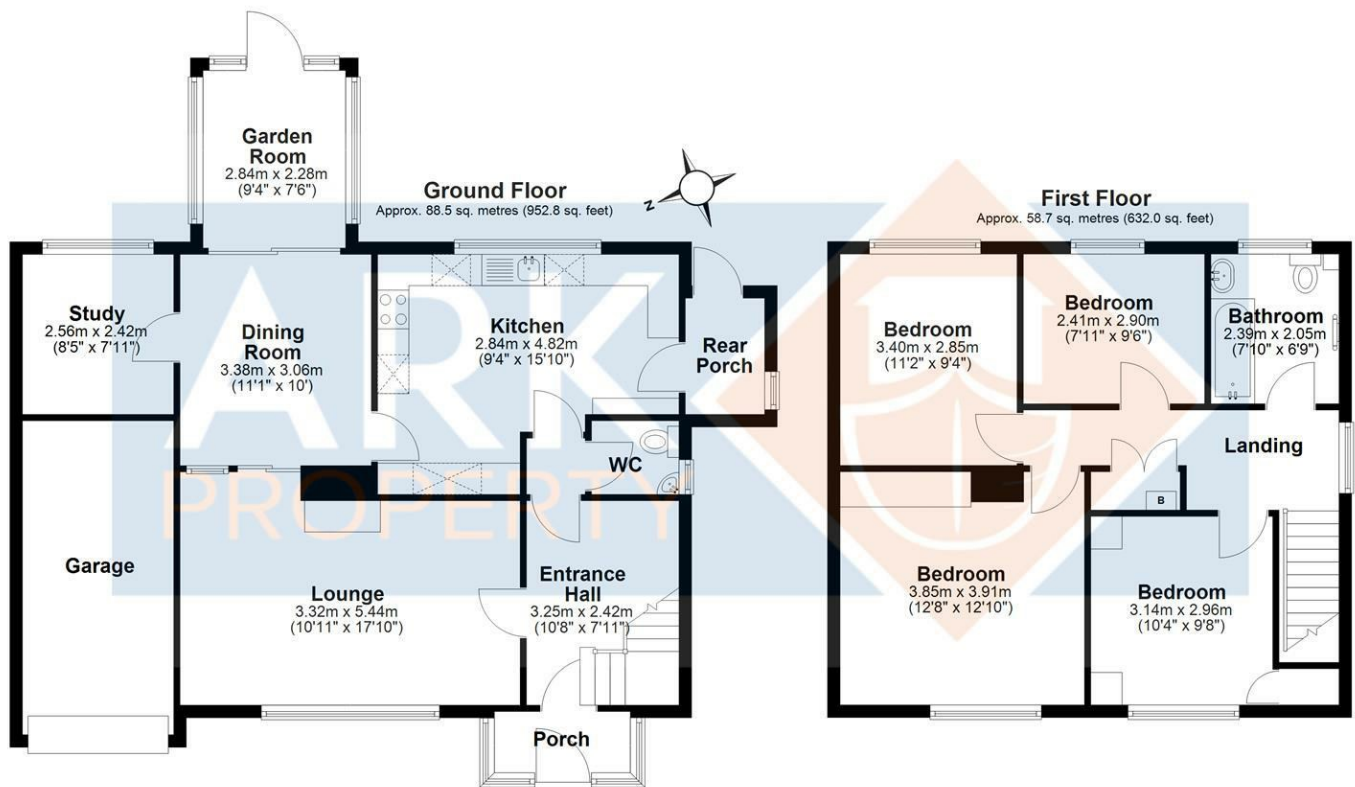 Garden
Room
2.84m x 2.28m
(9'4" x 7'6")
Ground Floor
Approx. 88.5 sq. metres (952.8 sq. feet)
N
Study
2.56m x 2.42m
(8'5" x 7'11")
Dining
Room
3.38m x 3.06m
(11'1" x 10')
Kitchen
2.84m x 4.82m
(9'4" x 15'10")
Rear
Porch
WC
Garage
Lounge
3.32m x 5.44m
(10'11" x 17'10")
Entrance
Hall
3.25m x 2.42m
(10'8" x 7'11")
Porch
First Floor
Approx. 58.7 sq. metres (632.0 sq. feet)
Bedroom
3.40m x 2.85m
(11'2" x 9'4")
Bedroom
2.41m x 2.90m
(7'11" x 9'6")
Bathroom
2.39m x 2.05m
(7'10" x 6'9")
Landing
B
Bedroom
3.85m x 3.91m
(12'8" x 12'10")
Bedroom
3.14m x 2.96m
(10'4" x 9'8")
ARK
PROPERTY